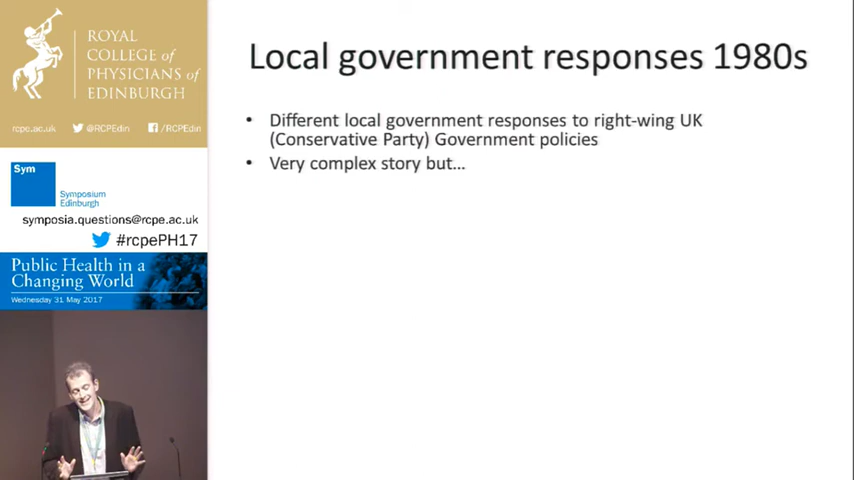 ROYAL
COLLEGE of
PHYSICIANS of
EDINBURGH
rcpe.ac.uk @RCPEdin /RCPEdin
Sym
Symposium
Edinburgh
symposia.questions@rcpe.ac.uk
#rcpePH17
Public Health in a
Changing World
Wednesday 31 May 2017
Local government responses 1980s
• Different local government responses to right-wing UK
(Conservative Party) Government policies
• Very complex story but...